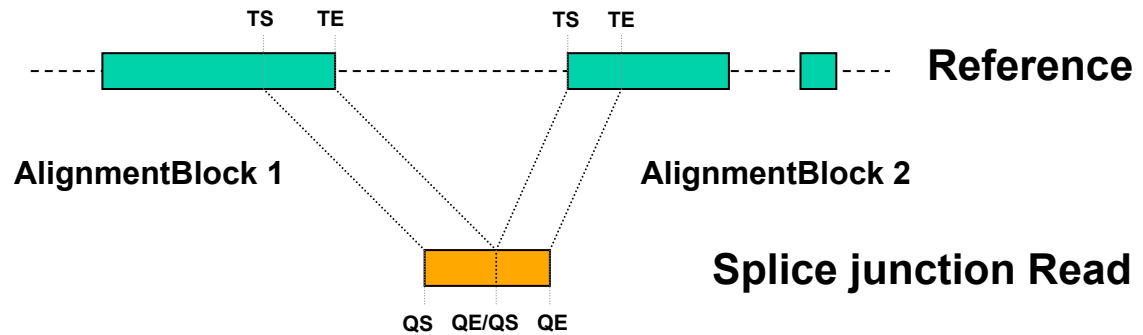 TS TE TS TE
Reference
AlignmentBlock 1 AlignmentBlock 2
Splice junction Read
QS QE/QS QE